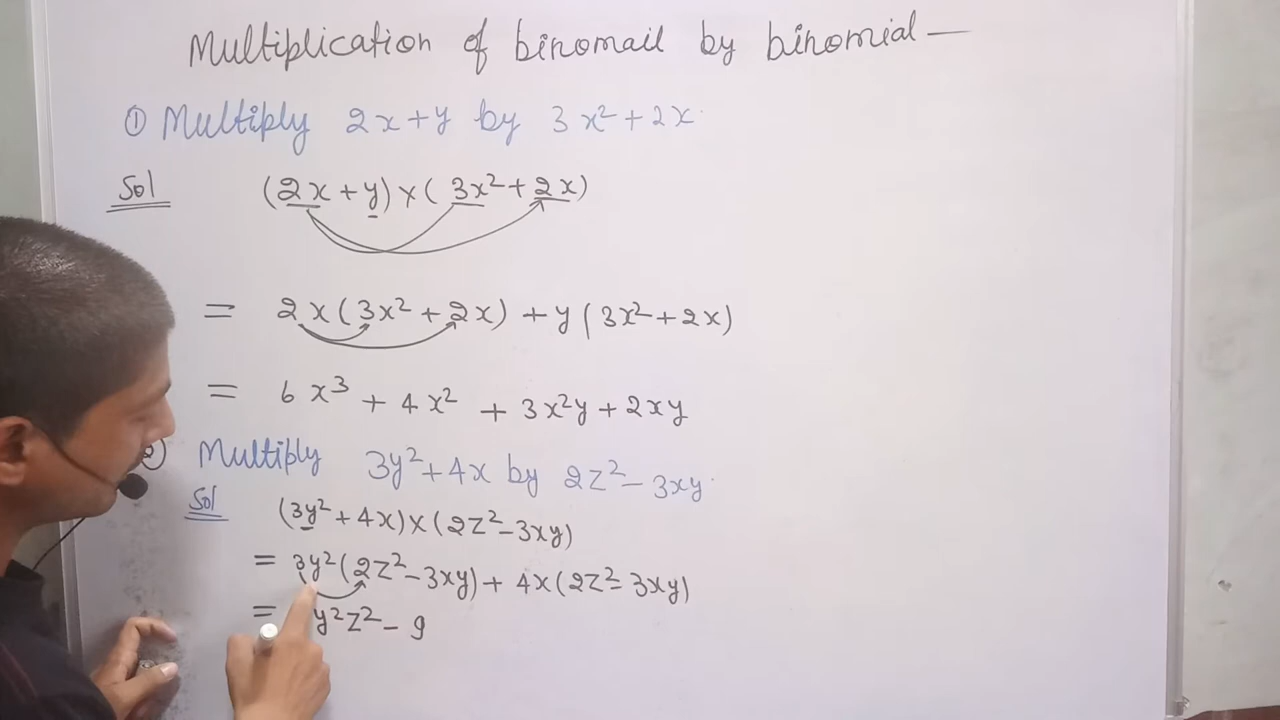 Multiplication of binomail by binomial —
① Multiply 2x+y by 3x²+2x.
Sol (2x+y)×(3x²+2x)
= 2x(3x²+2x)+y(3x²+2x)
= 6x³+4x²+3x²y+2xy
Multiply 3y²+4x by 2z²-3xy.
Sol (3y²+4x)×(2z²-3xy)
= 3y²(2z²-3xy)+4x(2z²-3xy)
= y²z²-9